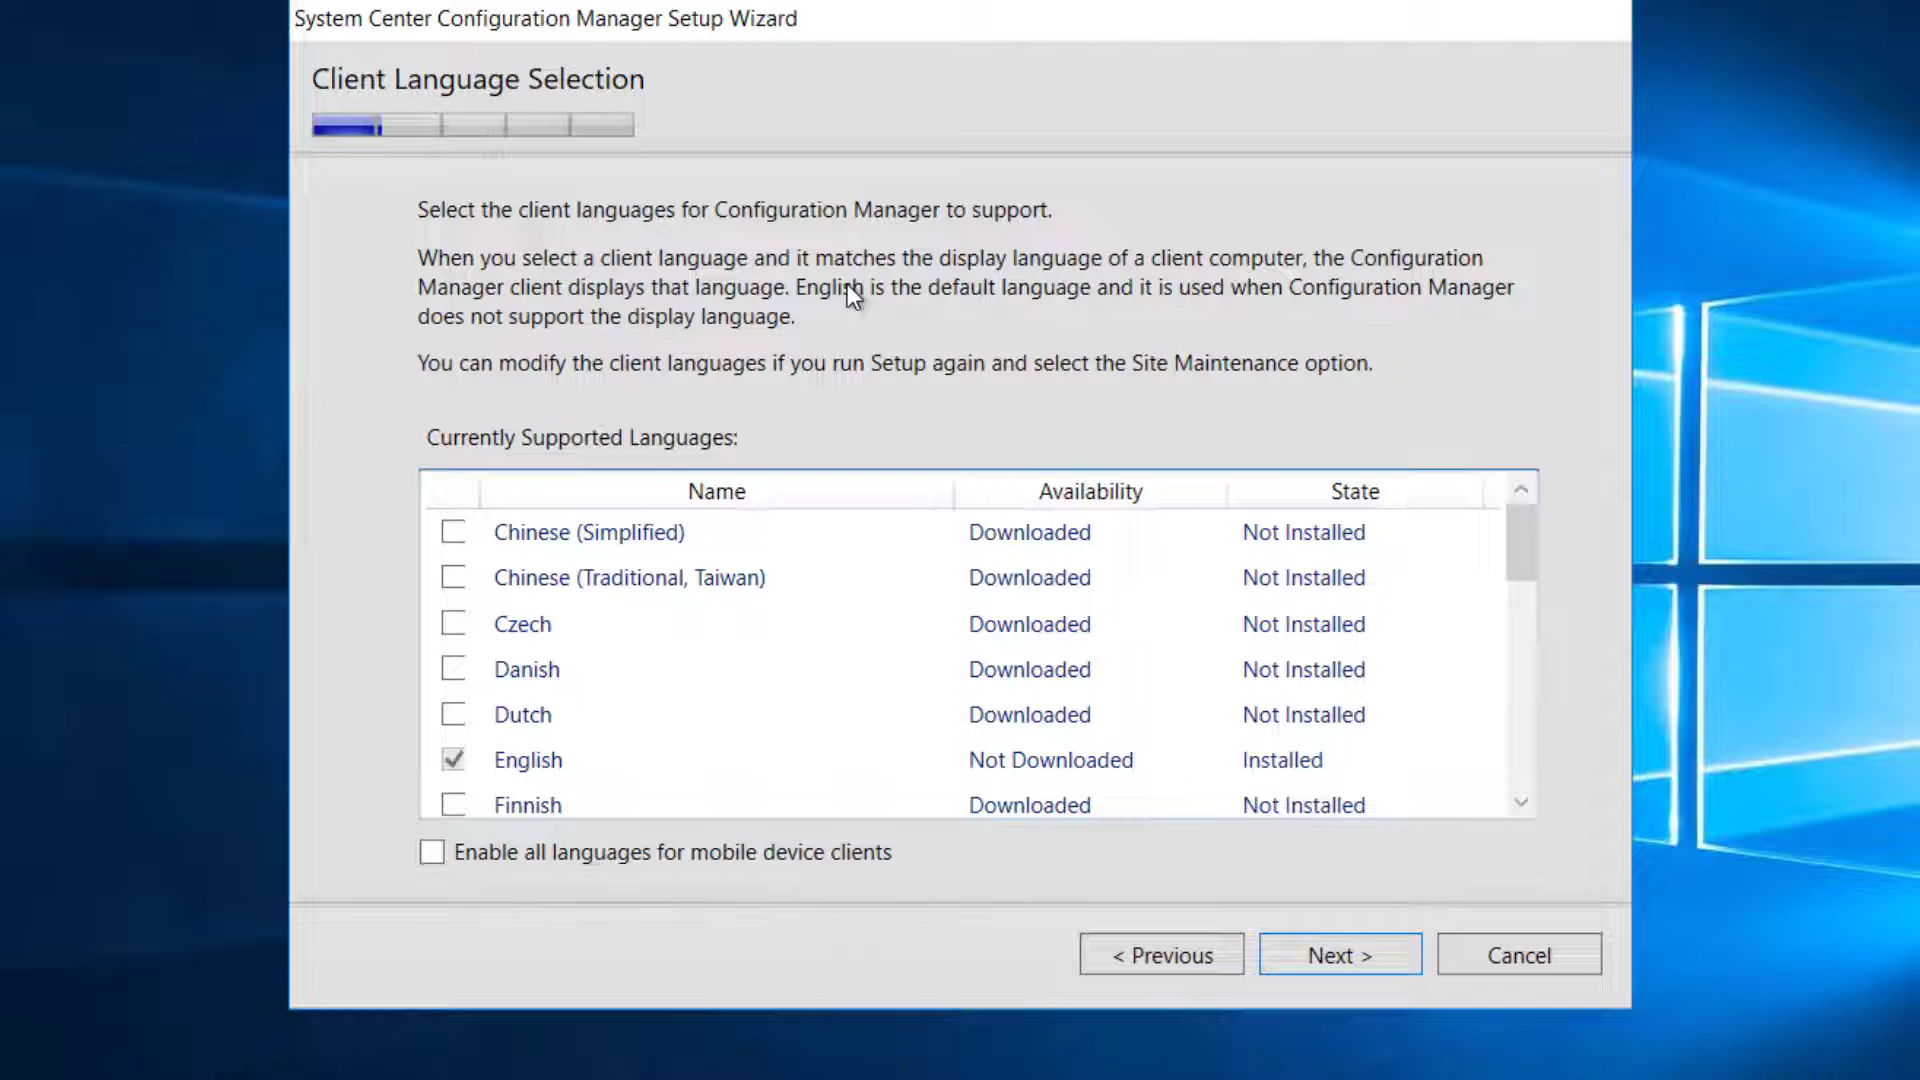 System Center Configuration Manager Setup Wizard
Client Language Selection
Select the client languages for Configuration Manager to support.
When you select a client language and it matches the display language of a client computer, the Configuration
Manager client displays that language. English is the default language and it is used when Configuration Manager
does not support the display language.
You can modify the client languages if you run Setup again and select the Site Maintenance option.
Currently Supported Languages:
Name Availability State
Chinese (Simplified) Downloaded Not Installed
Chinese (Traditional, Taiwan) Downloaded Not Installed
Czech Downloaded Not Installed
Danish Downloaded Not Installed
Dutch Downloaded Not Installed
English Not Downloaded Installed
Finnish Downloaded Not Installed
Enable all languages for mobile device clients
< Previous Next > Cancel